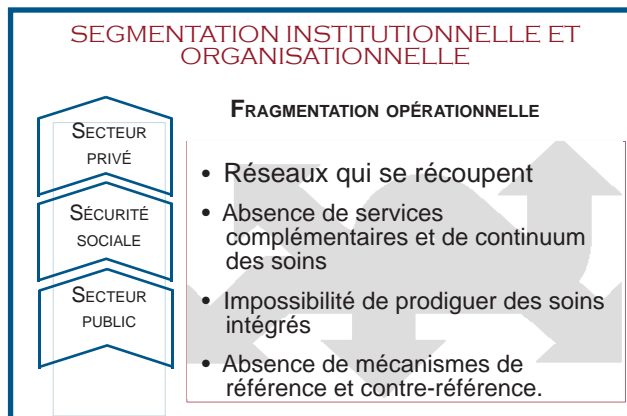 SEGMENTATION INSTITUTIONNELLE ET
ORGANISATIONNELLE
FRAGMENTATION OPÉRATIONNELLE
SECTEUR
PRIVÉ
SÉCURITÉ
SOCIALE
SECTEUR
PUBLIC
• Réseaux qui se récoupent
• Absence de services
complémentaires et de continuum
des soins
• Impossibilité de prodiguer des soins
intégrés
• Absence de mécanismes de
référence et contre-référence.